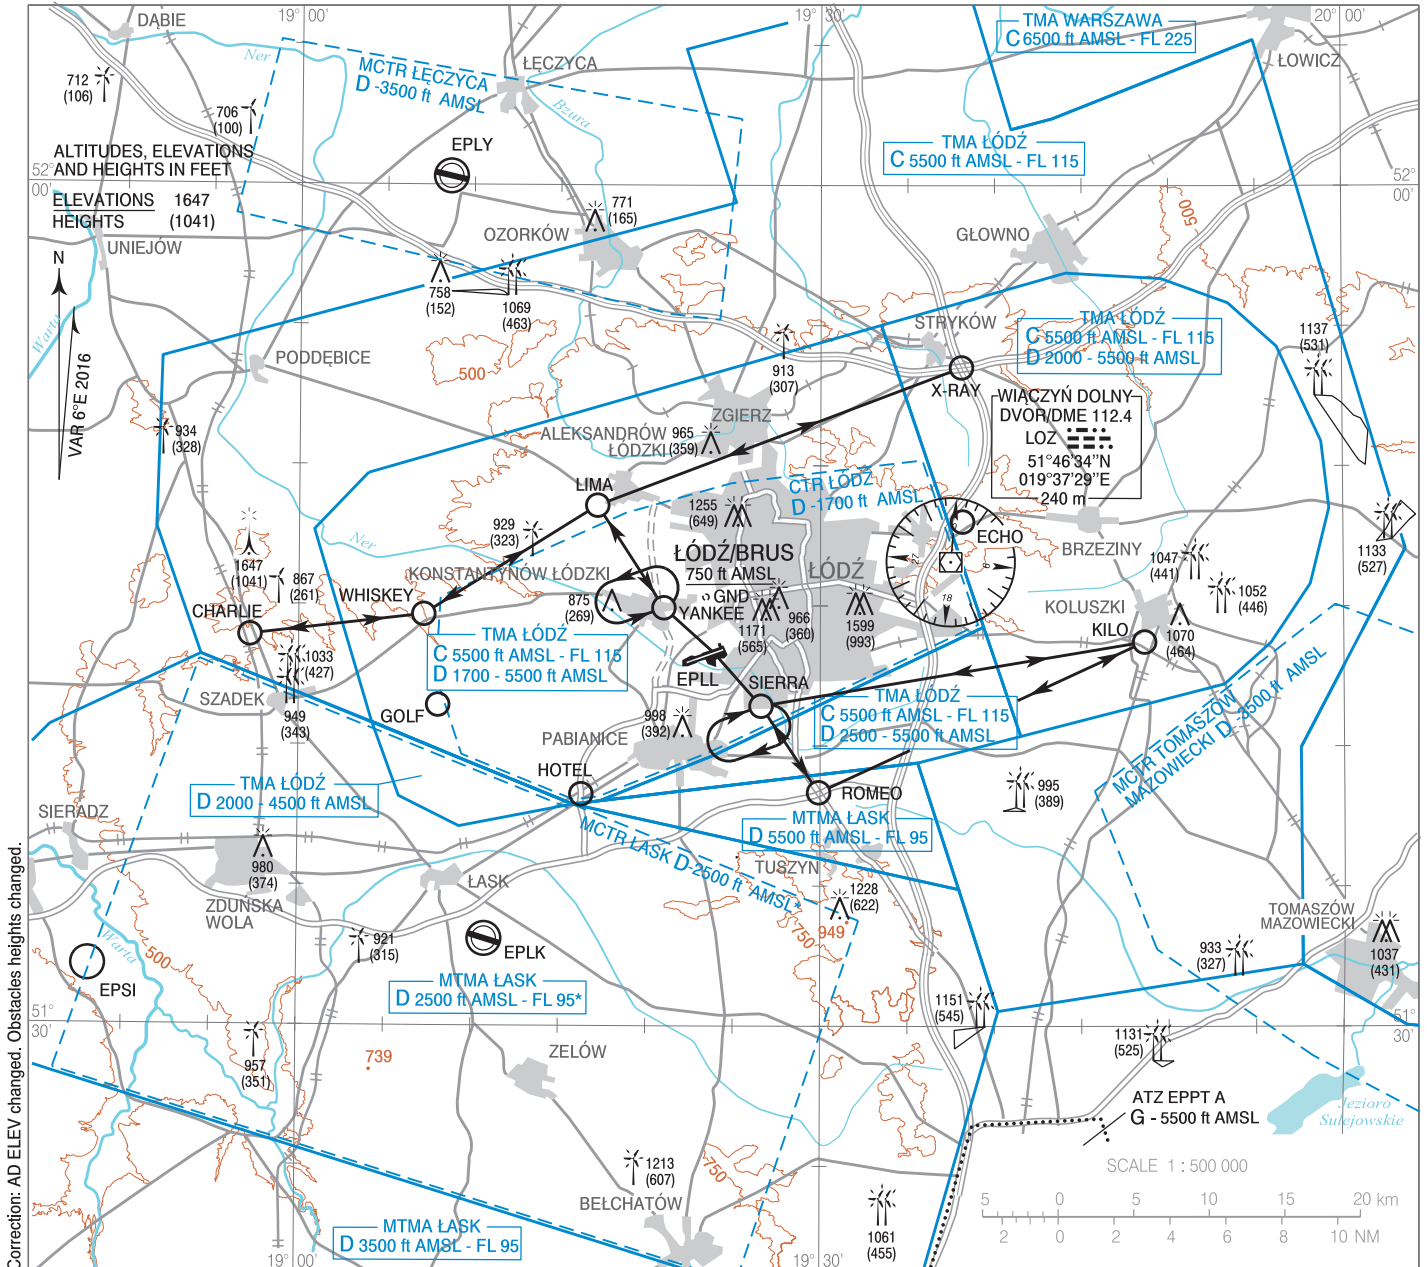 19° 00'
19° 30'
20° 00'
DĄBIE
Ner
712
(106)
706
(100)
MCTR ŁĘCZYCA
D -3500 ft AMSL
ŁĘCZYCA
Bzura
TMA WARSZAWA
C 6500 ft AMSL - FL 225
ŁOWICZ
ALTITUDES, ELEVATIONS
AND HEIGHTS IN FEET
ELEVATIONS 1647
HEIGHTS (1041)
EPLY
TMA ŁÓDŹ
C 5500 ft AMSL - FL 115
52°
00'
52°
00'
UNIEJÓW
N
Warta
VAR 6°E 2016
771
(165)
OZORKÓW
GŁOWNO
500
758
(152)
1069
(463)
PODDĘBICE
500
913
(307)
STRYKÓW
TMA ŁÓDŹ
C 5500 ft AMSL - FL 115
D 2000 - 5500 ft AMSL
1137
(531)
X-RAY
WIĄCZYŃ DOLNY
DVOR/DME 112.4
LOZ
51°46'34"N
019°37'29"E
240 m
934
(328)
ZGIERZ
ALEKSANDRÓW
ŁÓDZKI
965
(359)
LIMA
CTR ŁÓDŹ
D -1700 ft AMSL
1255
(649)
929
(323)
Ner
ŁÓDŹ/BRUS
750 ft AMSL
GND
ŁÓDŹ
ECHO
27
9
18
BRZEZINY
1133
(527)
1047
(441)
1052
(446)
1647
(1041)
867
(261)
KONSTANTYNÓW ŁÓDZKI
WHISKEY
CHARLIE
875
(269)
YANKEE
1171
(565)
966
(360)
1599
(993)
KOLUSZKI
KILO
1070
(464)
1033
(427)
SZADEK
949
(343)
TMA ŁÓDŹ
C 5500 ft AMSL - FL 115
D 1700 - 5500 ft AMSL
EPLL
SIERRA
GOLF
998
(392)
PABIANICE
TMA ŁÓDŹ
C 5500 ft AMSL - FL 115
D 2500 - 5500 ft AMSL
MCTR TOMASZÓW
MAZOWIECKI D -3500 ft AMSL
HOTEL
ROMEO
995
(389)
TMA ŁÓDŹ
D 2000 - 4500 ft AMSL
SIERADZ
MCTR ŁASK D-2500 ft AMSL*
MTMA ŁASK
D 5500 ft AMSL - FL 95
TUSZYN
980
(374)
ZDUŃSKA
WOLA
ŁASK
1228
(622)
949
750
TOMASZÓW
MAZOWIECKI
1037
(431)
933
(327)
Warta
500
921
(315)
EPLK
EPSI
MTMA ŁASK
D 2500 ft AMSL - FL 95*
1151
(545)
51°
30'
51°
30'
957
(351)
739
ZELÓW
1131
(525)
ATZ EPPT A
G - 5500 ft AMSL
Jezioro
Sulejowskie
SCALE 1 : 500 000
5 0 5 10 15 20 km
2 0 2 4 6 8 10 NM
1213
(607)
750
BEŁCHATÓW
1061
(455)
MTMA ŁASK
D 3500 ft AMSL - FL 95
19° 00'
19° 30'
Correction: AD ELEV changed. Obstacles heights changed.